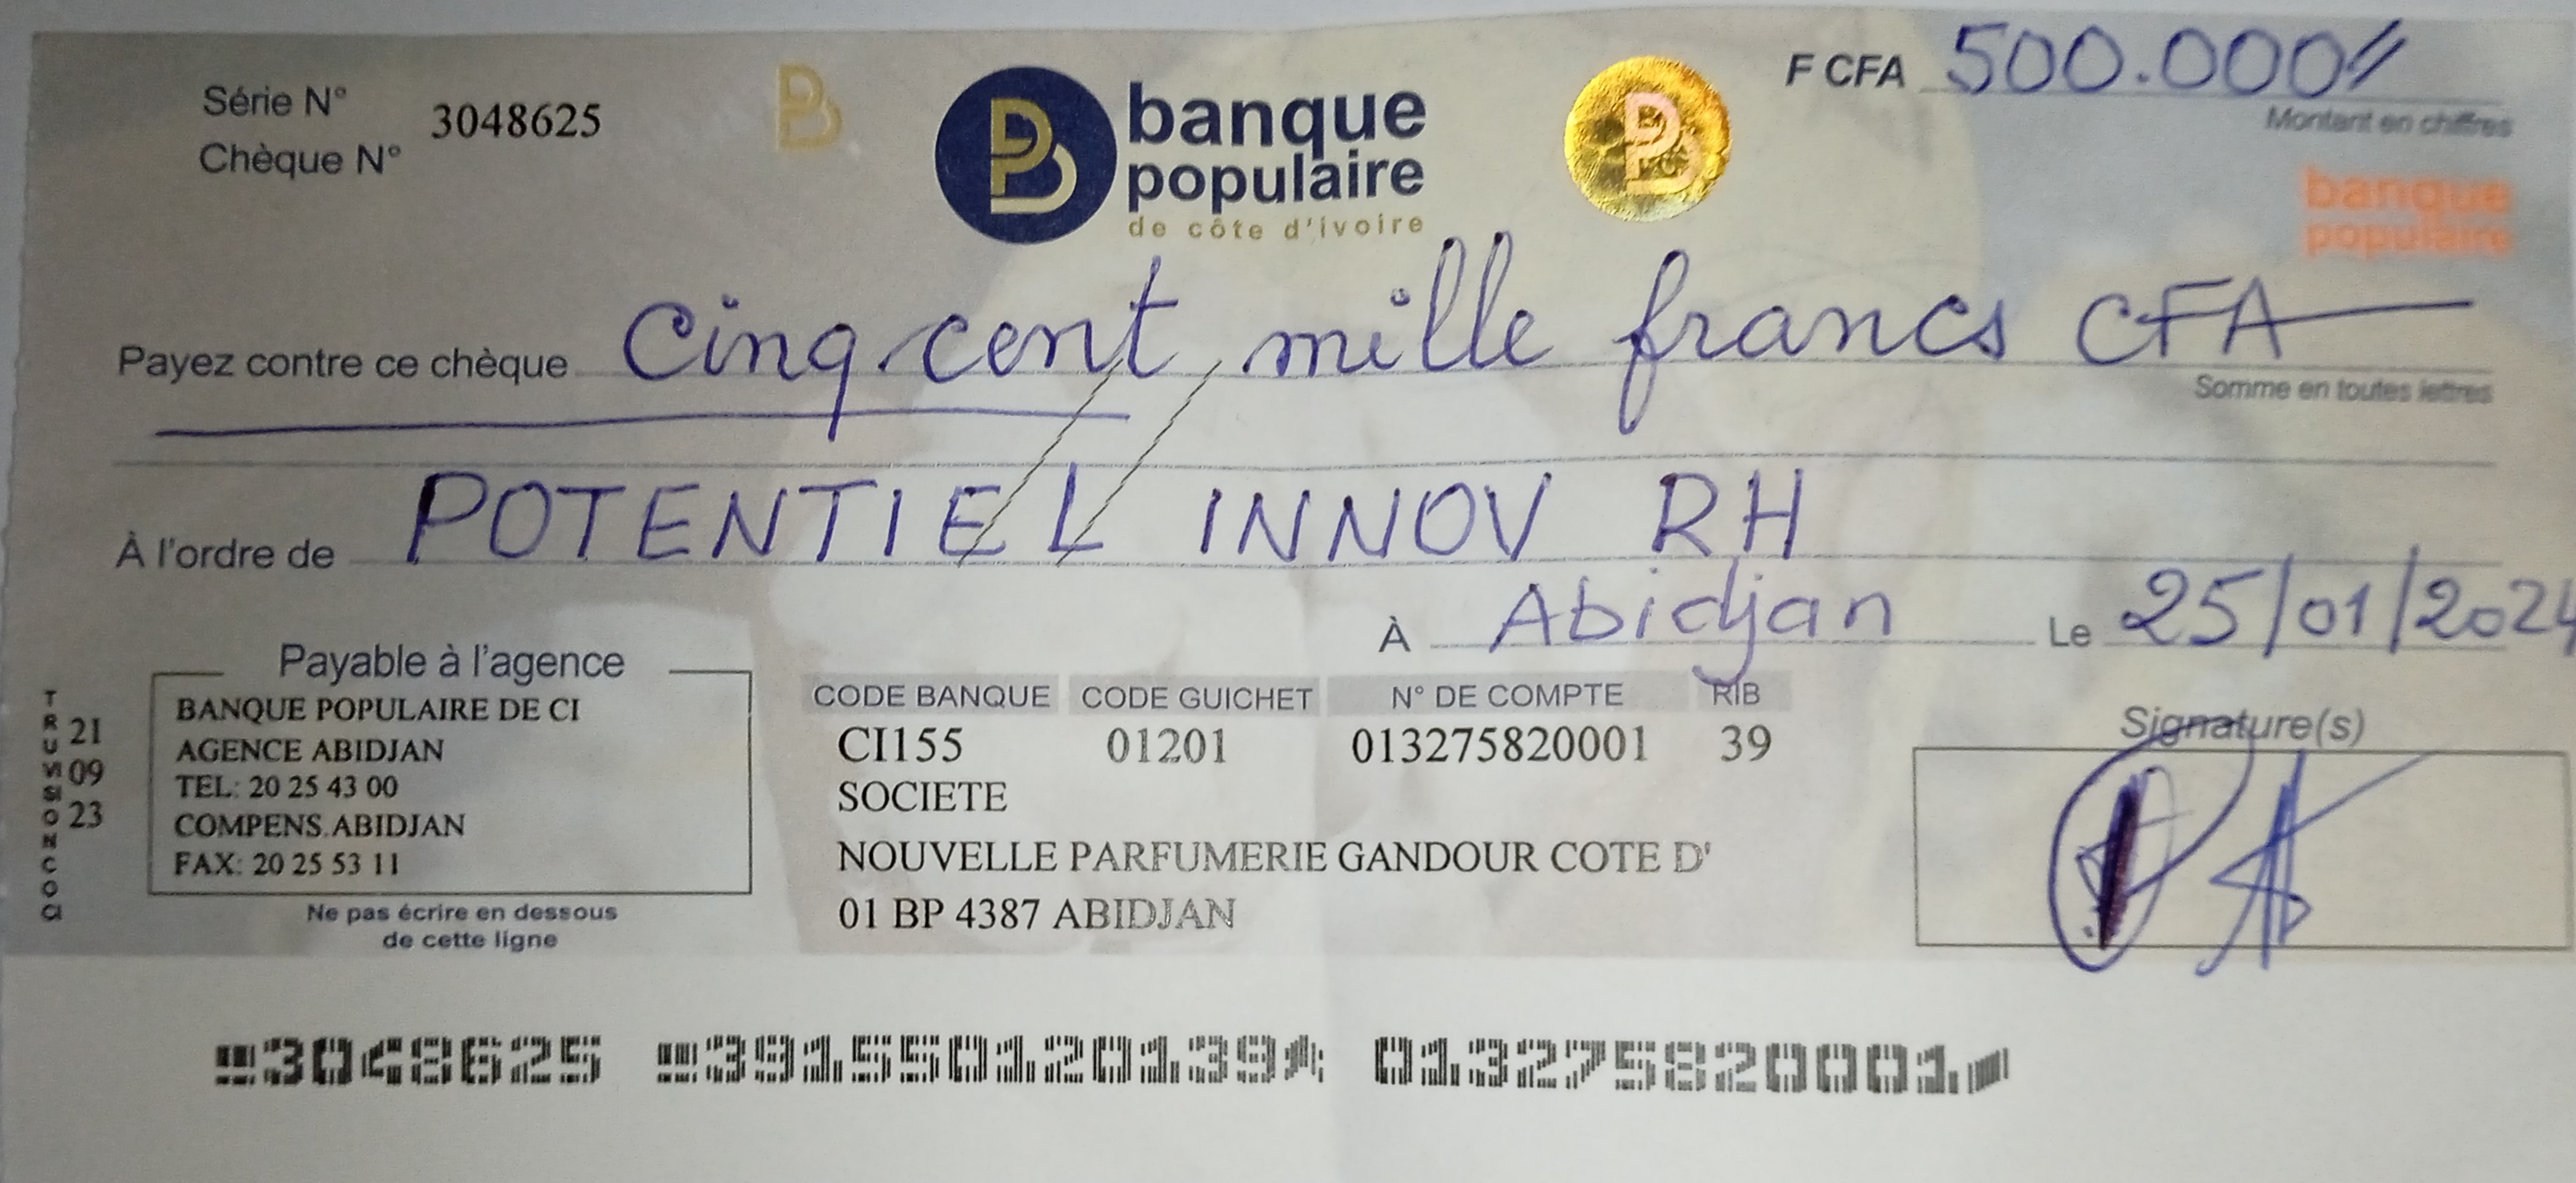 Série N°
Chèque N° 3048625
B banque
populaire
de côte d'ivoire
B
F CFA 500.000//
Montant en chiffres
banque
populaire
Payez contre ce chèque Cinq cent mille francs CFA
Somme en toutes lettres
À l'ordre de POTENTIEL INNOV RH
À Abidjan Le 25/01/2024
Payable à l'agence
BANQUE POPULAIRE DE CI
AGENCE ABIDJAN
TEL: 20 25 43 00
COMPENS.ABIDJAN
FAX: 20 25 53 11
Ne pas écrire en dessous
de cette ligne
21
09
23
CODE BANQUE CODE GUICHET N° DE COMPTE RIB
CI155 01201 013275820001 39
SOCIETE
NOUVELLE PARFUMERIE GANDOUR COTE D'
01 BP 4387 ABIDJAN
Signature(s)
3048625 391550120139 013275820001